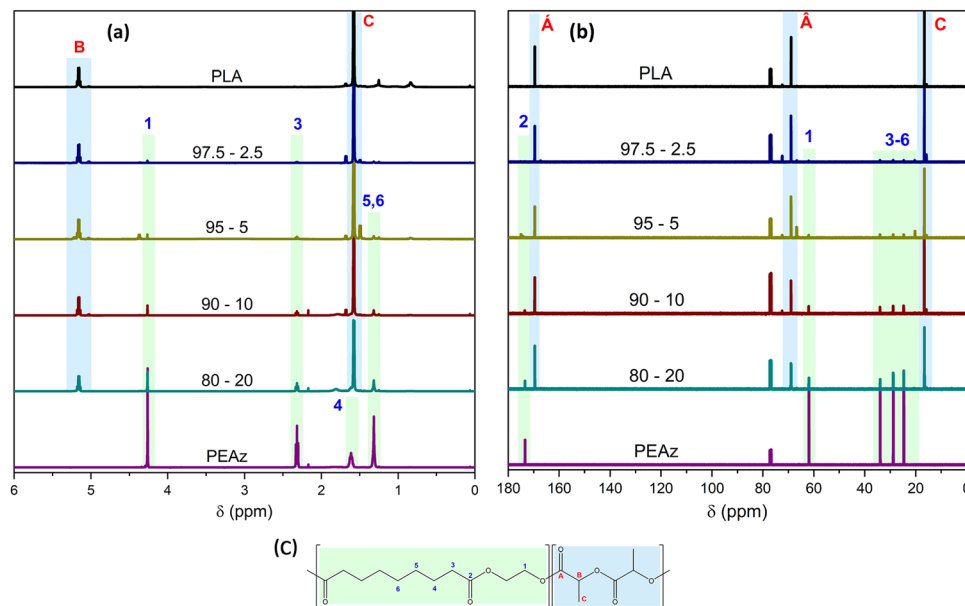 (a)
B
C
PLA
1
3
97.5 - 2.5
5,6
95 - 5
90 - 10
80 - 20
4
PEAz
6 5 4 3 2 1 0
δ (ppm)
(b)
Á
Â
C
PLA
2
1
3-6
97.5 - 2.5
95 - 5
90 - 10
80 - 20
PEAz
180 160 140 120 100 80 60 40 20 0
δ (ppm)
(C)
O
5
3
O
1
O
A
B
O
6
4
2
O
O
C
O
O
O